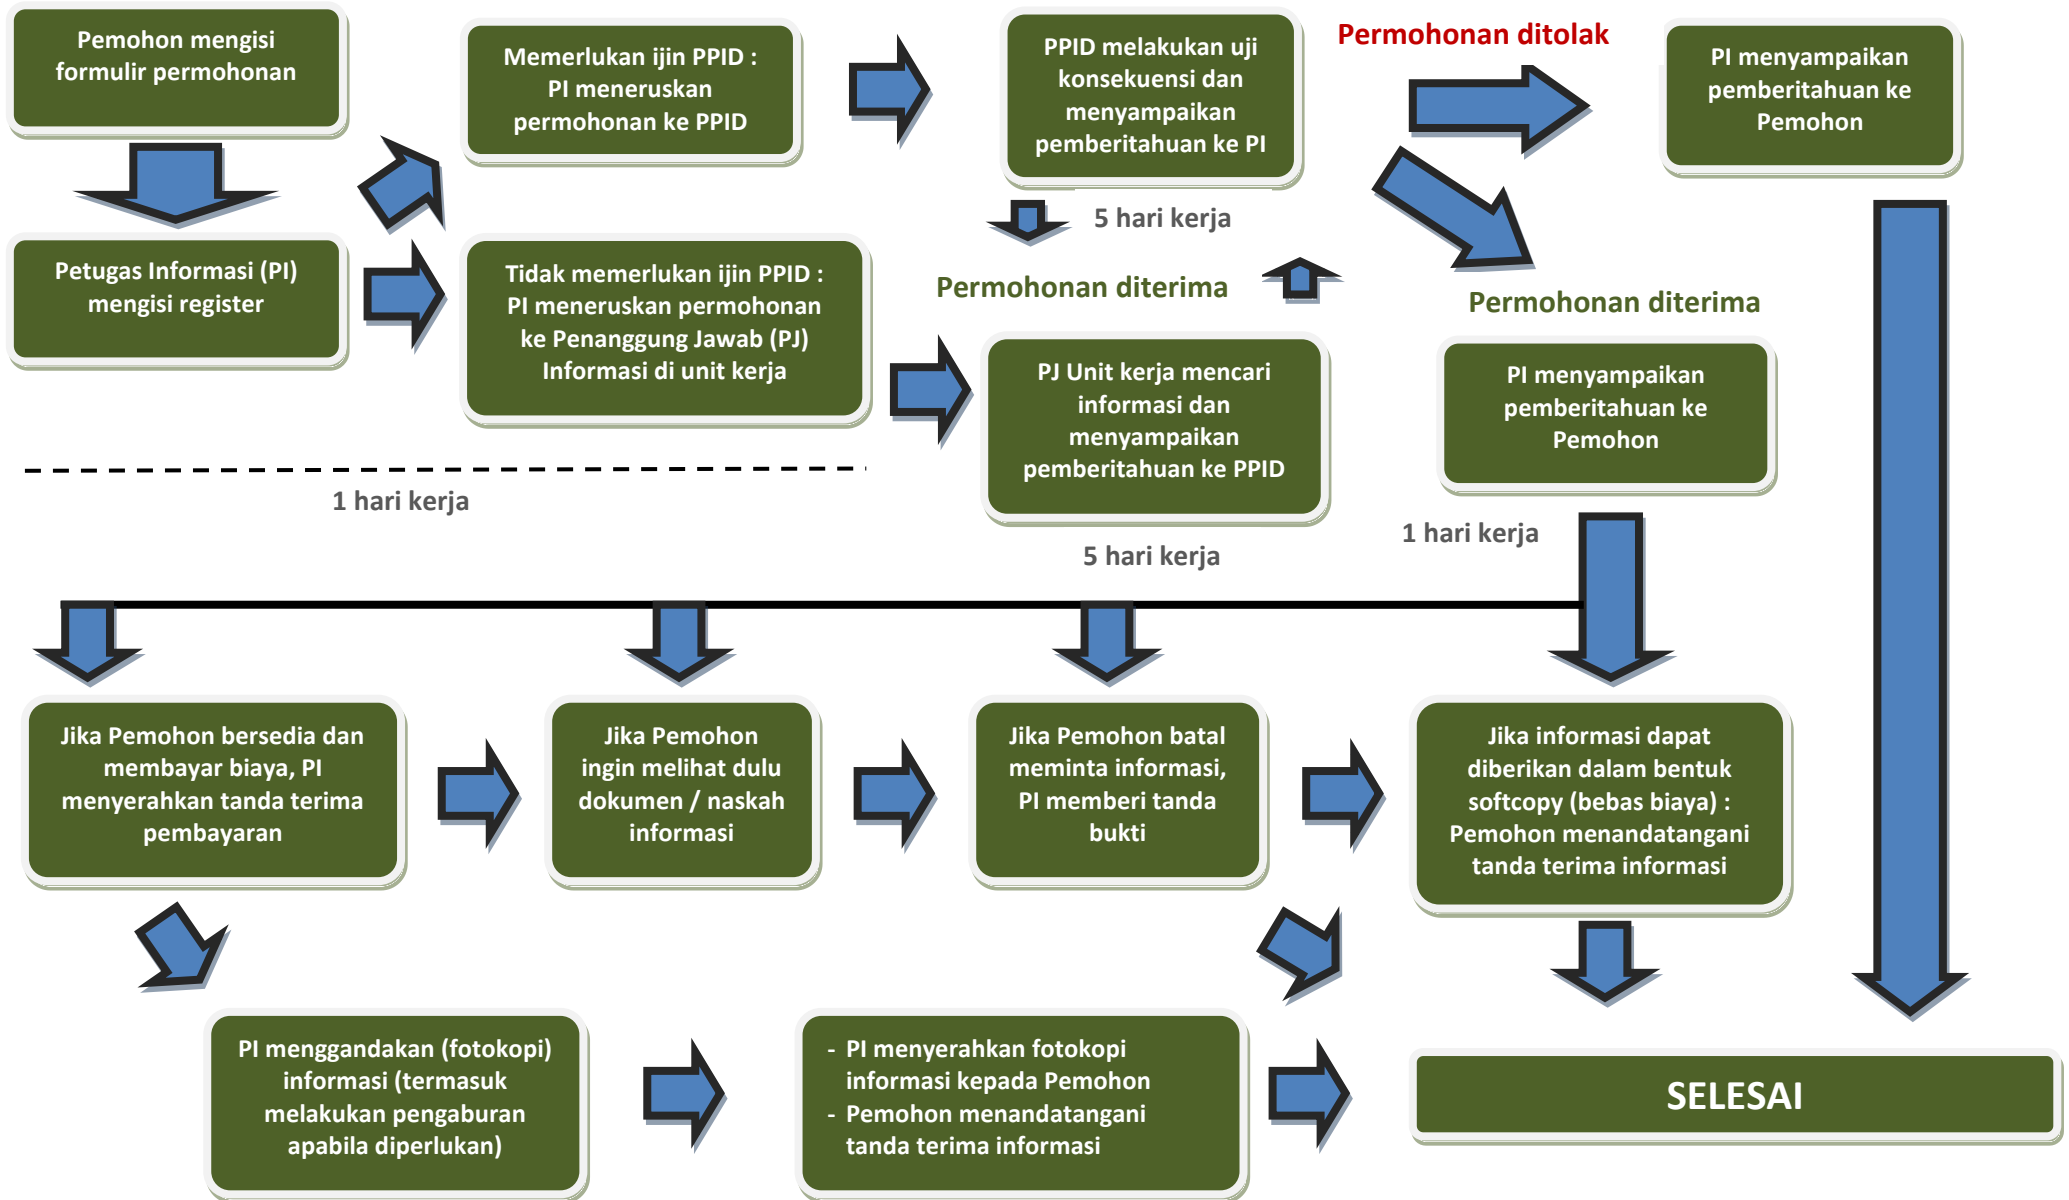 Pemohon mengisi
formulir permohonan
Memerlukan ijin PPID :
PI meneruskan
permohonan ke PPID
PPID melakukan uji
konsekuensi dan
menyampaikan
pemberitahuan ke PI
Permohonan ditolak
PI menyampaikan
pemberitahuan ke
Pemohon
5 hari kerja
Petugas Informasi (PI)
mengisi register
Tidak memerlukan ijin PPID :
PI meneruskan permohonan
ke Penanggung Jawab (PJ)
Informasi di unit kerja
Permohonan diterima
Permohonan diterima
PJ Unit kerja mencari
informasi dan
menyampaikan
pemberitahuan ke PPID
PI menyampaikan
pemberitahuan ke
Pemohon
1 hari kerja
5 hari kerja
1 hari kerja
Jika Pemohon bersedia dan
membayar biaya, PI
menyerahkan tanda terima
pembayaran
Jika Pemohon
ingin melihat dulu
dokumen / naskah
informasi
Jika Pemohon batal
meminta informasi,
PI memberi tanda
bukti
Jika informasi dapat
diberikan dalam bentuk
softcopy (bebas biaya) :
Pemohon menandatangani
tanda terima informasi
PI menggandakan (fotokopi)
informasi (termasuk
melakukan pengaburan
apabila diperlukan)
- PI menyerahkan fotokopi
informasi kepada Pemohon
- Pemohon menandatangani
tanda terima informasi
SELESAI